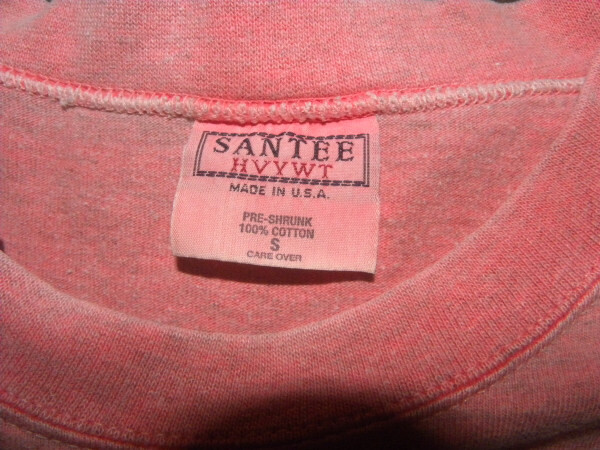 SANTEE
HVYWT
MADE IN U.S.A.
PRE-SHRUNK
100% COTTON
S
CARE OVER